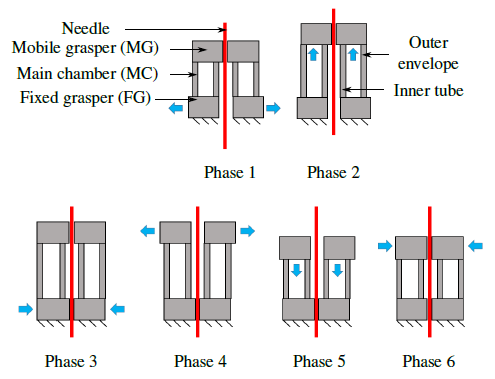 Needle
Mobile grasper (MG)
Main chamber (MC)
Fixed grasper (FG)
Outer
envelope
Inner tube
Phase 1
Phase 2
Phase 3
Phase 4
Phase 5
Phase 6